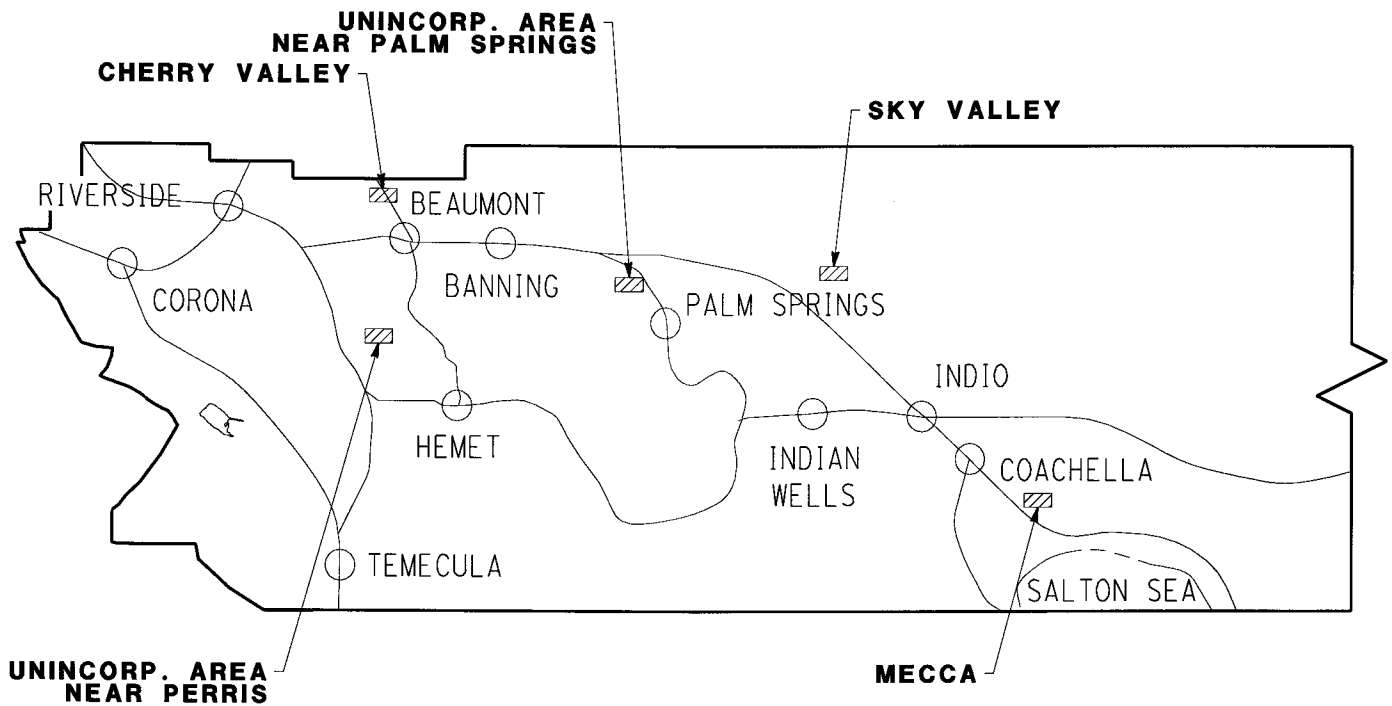 UNINCORP. AREA
NEAR PALM SPRINGS
CHERRY VALLEY
SKY VALLEY
RIVERSIDE
BEAUMONT
BANNING
CORONA
PALM SPRINGS
INDIO
HEMET
INDIAN
WELLS
COACHELLA
TEMECULA
SALTON SEA
UNINCORP. AREA
NEAR PERRIS
MECCA